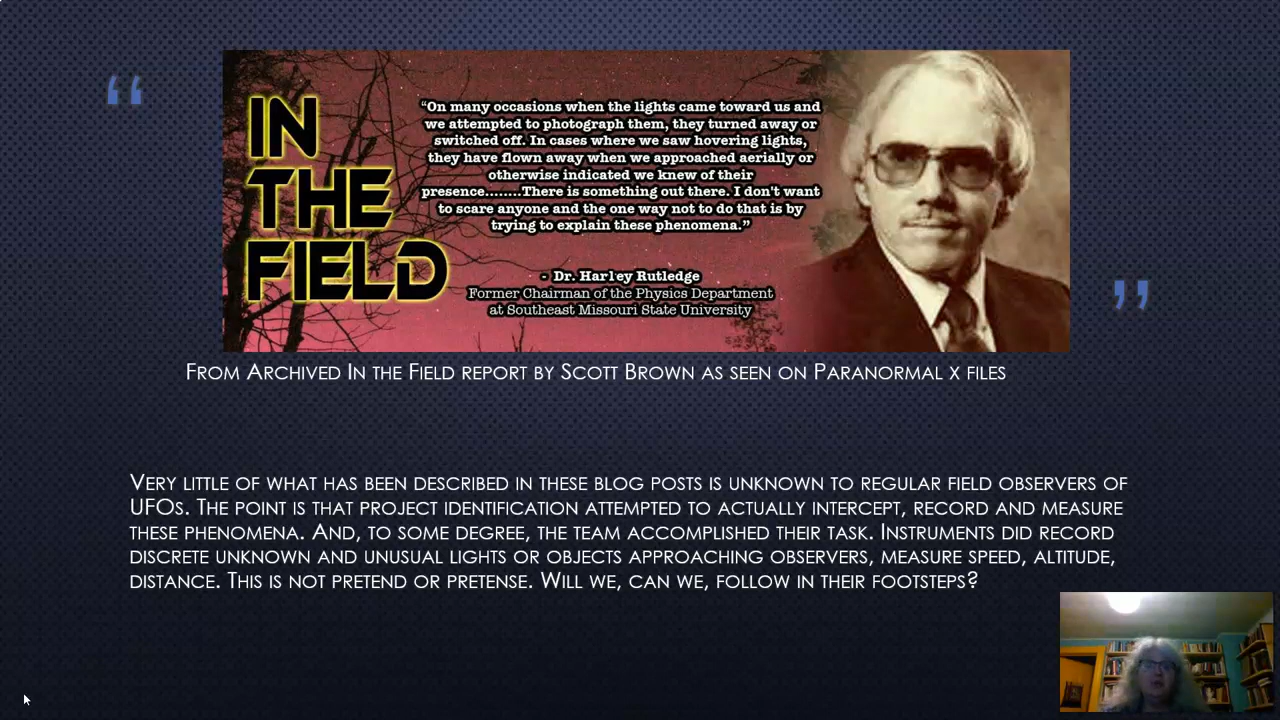 “
IN
THE
FIELD
“On many occasions when the lights came toward us and
we attempted to photograph them, they turned away or
switched off. In cases where we saw hovering lights,
they have flown away when we approached aerially or
otherwise indicated we knew of their
presence........There is something out there. I don't want
to scare anyone and the one way not to do that is by
trying to explain these phenomena.”
- Dr. Harley Rutledge
Former Chairman of the Physics Department
at Southeast Missouri State University
”
From Archived In the Field report by Scott Brown as seen on Paranormal x files
Very little of what has been described in these blog posts is unknown to regular field observers of
UFOs. The point is that project identification attempted to actually intercept, record and measure
these phenomena. And, to some degree, the team accomplished their task. Instruments did record
discrete unknown and unusual lights or objects approaching observers, measure speed, altitude,
distance. This is not pretend or pretense. Will we, can we, follow in their footsteps?